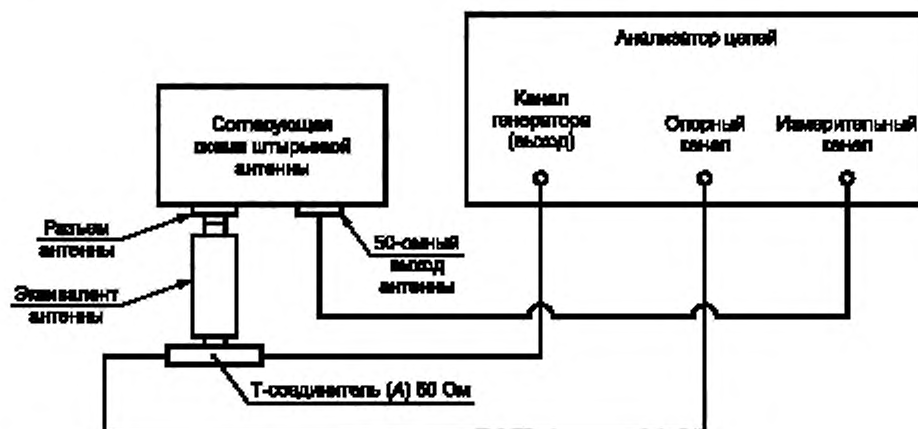 Анализатор цепей
Канал
генератора
(выход)
Опорный
канал
Измерительный
канал
Согласующая
цепь штыревой
антенны
Разъем
антенны
50-омный
выход
антенны
Эквивалент
антенны
Т-соединитель (А) 50 Ом